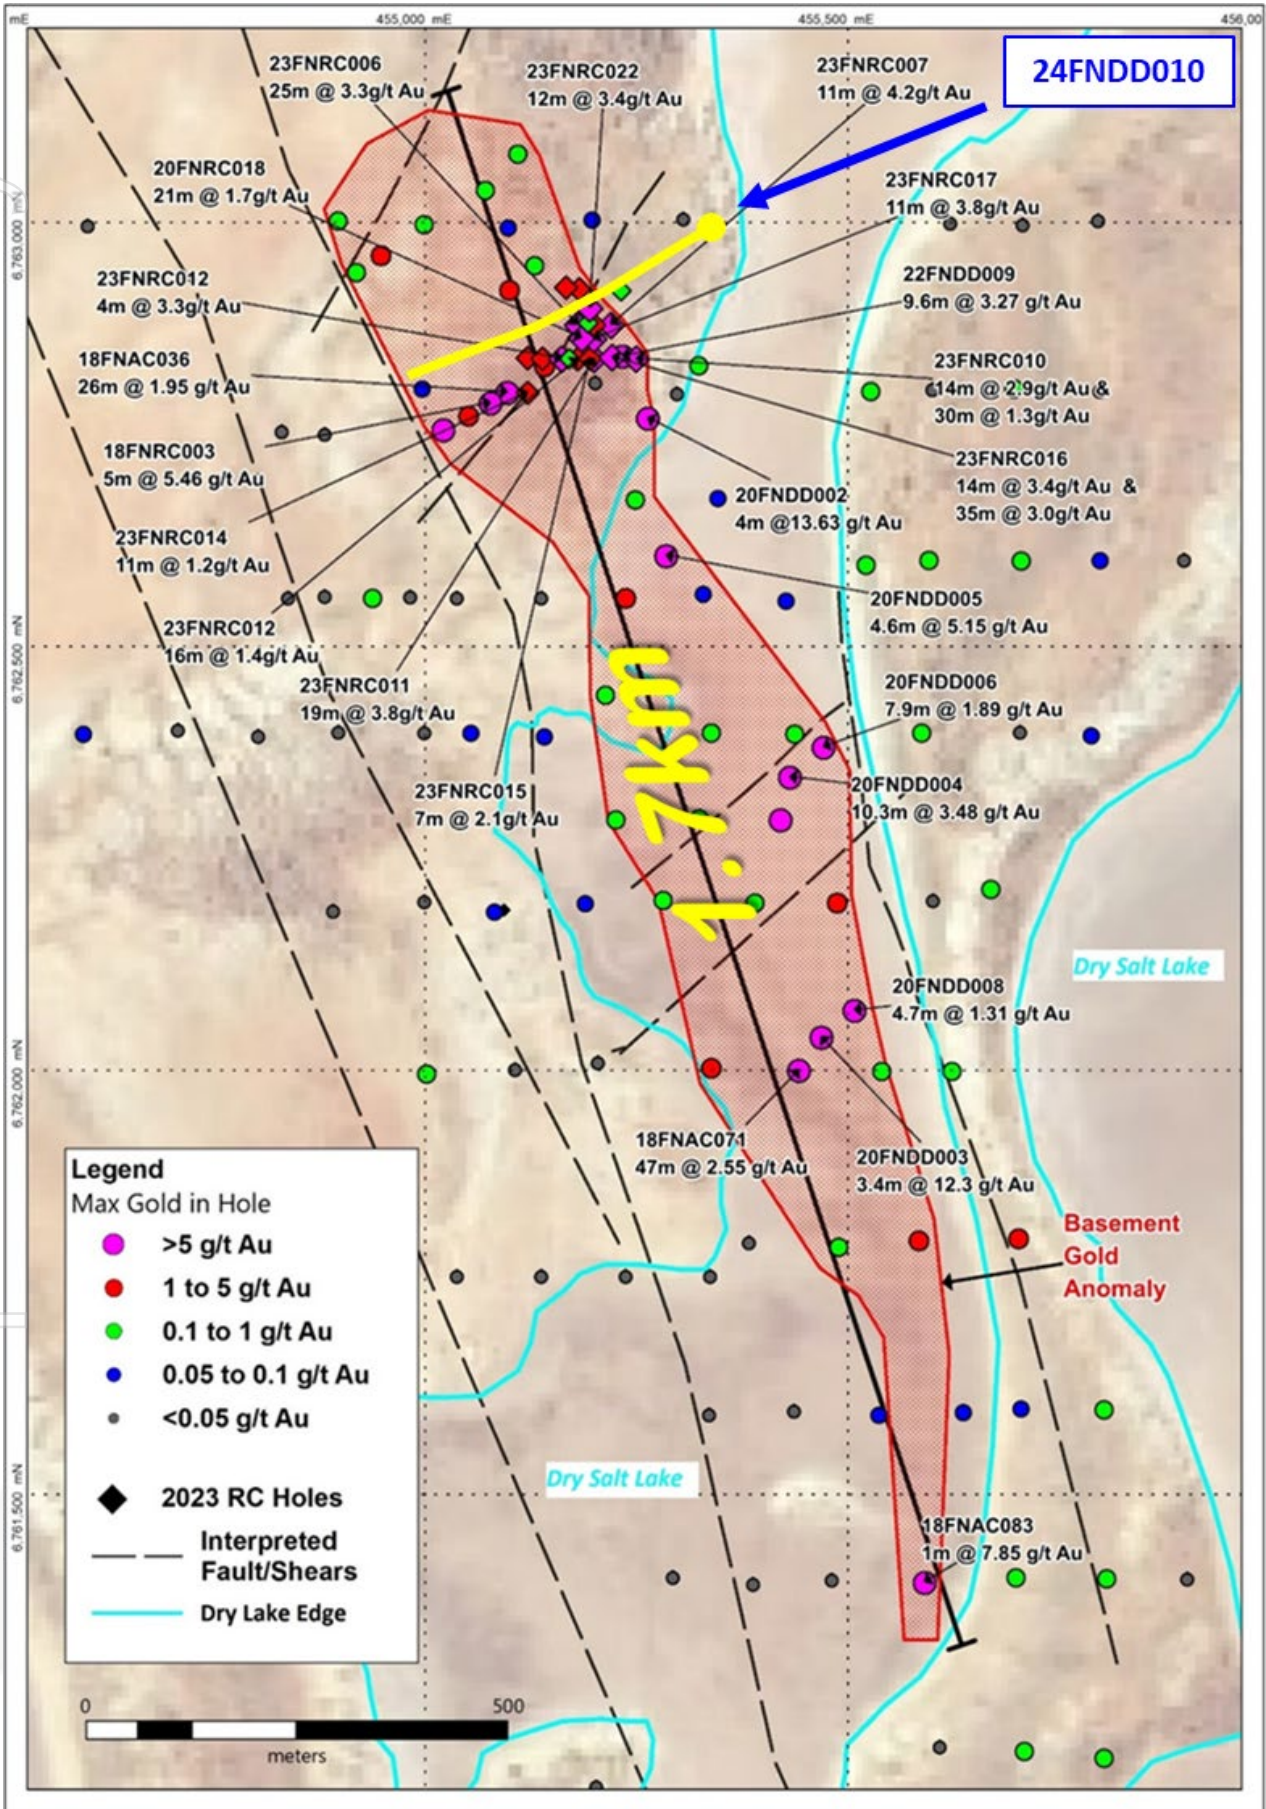 mE
455,000 mE
455,500 mE
456,00
24FNDD010
23FNRC006
25m @ 3.3g/t Au
23FNRC022
12m @ 3.4g/t Au
23FNRC007
11m @ 4.2g/t Au
20FNRC018
21m @ 1.7g/t Au
23FNRC017
11m @ 3.8g/t Au
6,763,000 mN
23FNRC012
4m @ 3.3g/t Au
22FNDD009
9.6m @ 3.27 g/t Au
18FNAC036
26m @ 1.95 g/t Au
23FNRC010
14m @ 2.9g/t Au &
30m @ 1.3g/t Au
18FNRC003
5m @ 5.46 g/t Au
23FNRC016
14m @ 3.4g/t Au &
35m @ 3.0g/t Au
20FNDD002
4m @13.63 g/t Au
23FNRC014
11m @ 1.2g/t Au
20FNDD005
4.6m @ 5.15 g/t Au
23FNRC012
16m @ 1.4g/t Au
6,762,500 mN
23FNRC011
19m @ 3.8g/t Au
20FNDD006
7.9m @ 1.89 g/t Au
1.7km
23FNRC015
7m @ 2.1g/t Au
20FNDD004
10.3m @ 3.48 g/t Au
Dry Salt Lake
20FNDD008
4.7m @ 1.31 g/t Au
6,762,000 mN
18FNAC071
47m @ 2.55 g/t Au
20FNDD003
3.4m @ 12.3 g/t Au
Basement
Gold
Anomaly
Legend
Max Gold in Hole
>5 g/t Au
1 to 5 g/t Au
0.1 to 1 g/t Au
0.05 to 0.1 g/t Au
<0.05 g/t Au
2023 RC Holes
Interpreted
Fault/Shears
Dry Lake Edge
Dry Salt Lake
6,761,500 mN
18FNAC083
1m @ 7.85 g/t Au
0
500
meters